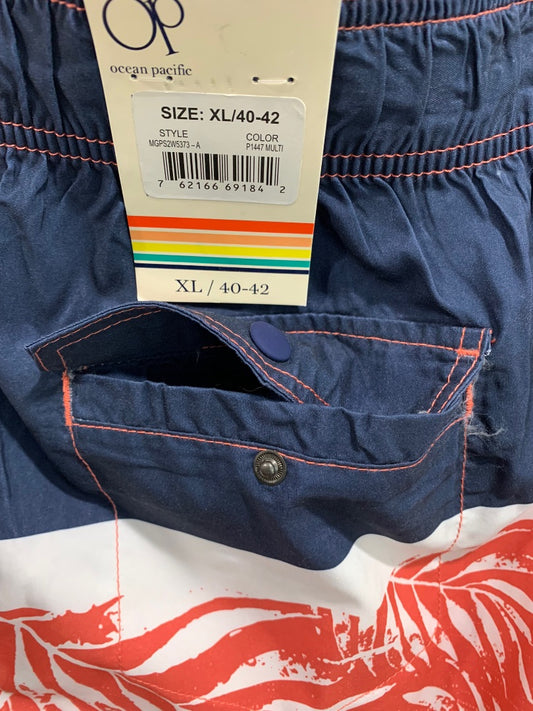 Op
ocean pacific
SIZE: XL/40-42
STYLE COLOR
MGPS2W5373-A P1447 MULTI
7 62166 69184 2
XL / 40-42